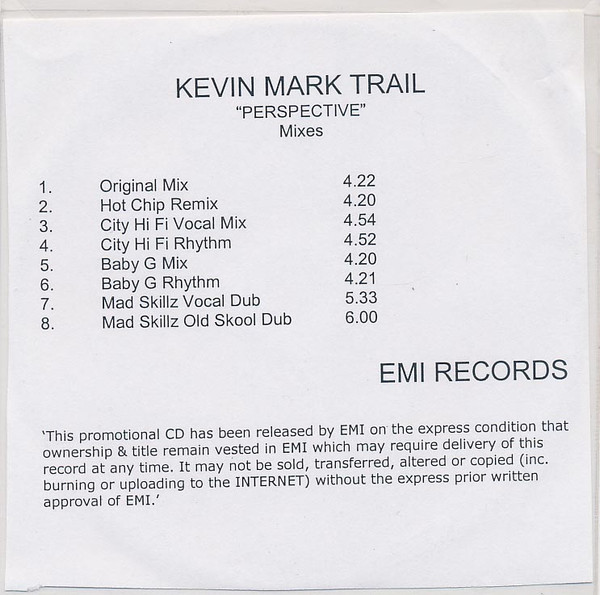 KEVIN MARK TRAIL
“PERSPECTIVE”
Mixes
1. Original Mix 4.22
2. Hot Chip Remix 4.20
3. City Hi Fi Vocal Mix 4.54
4. City Hi Fi Rhythm 4.52
5. Baby G Mix 4.20
6. Baby G Rhythm 4.21
7. Mad Skillz Vocal Dub 5.33
8. Mad Skillz Old Skool Dub 6.00
EMI RECORDS
‘This promotional CD has been released by EMI on the express condition that
ownership & title remain vested in EMI which may require delivery of this
record at any time. It may not be sold, transferred, altered or copied (inc.
burning or uploading to the INTERNET) without the express prior written
approval of EMI.’